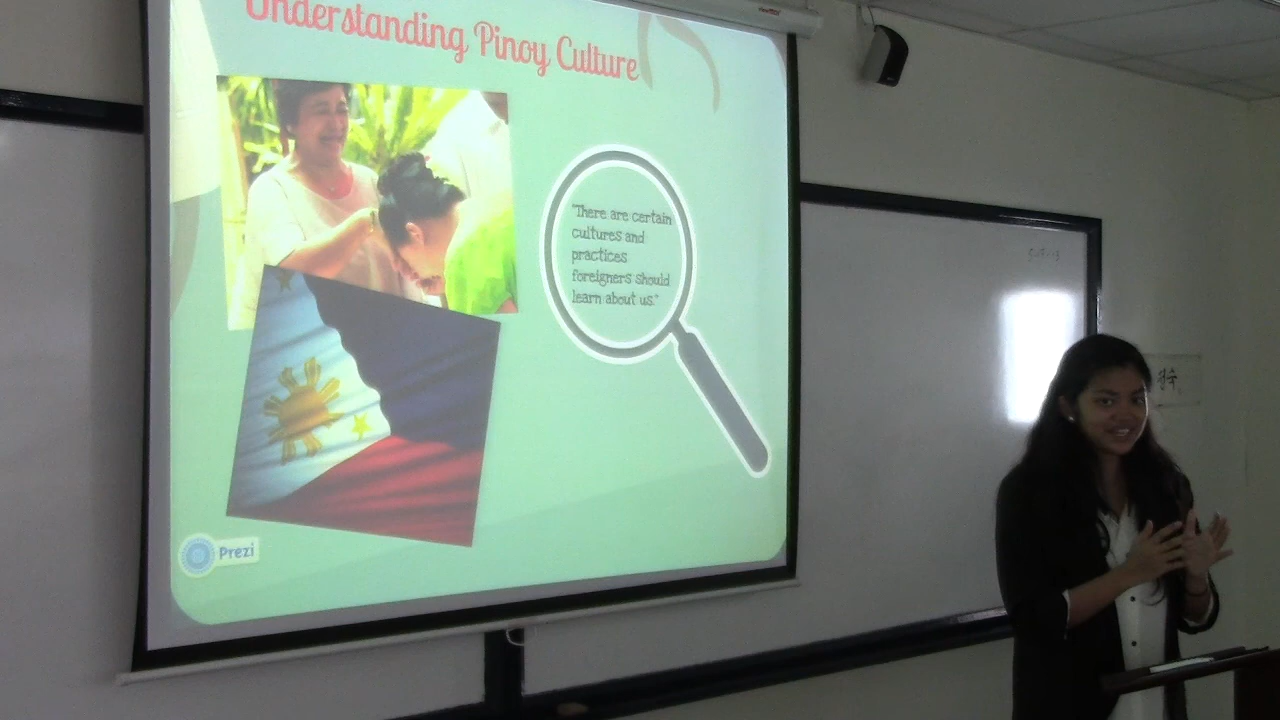 Understanding Pinoy Culture
"There are certain
cultures and
practices
foreigners should
learn about us."
Prezi